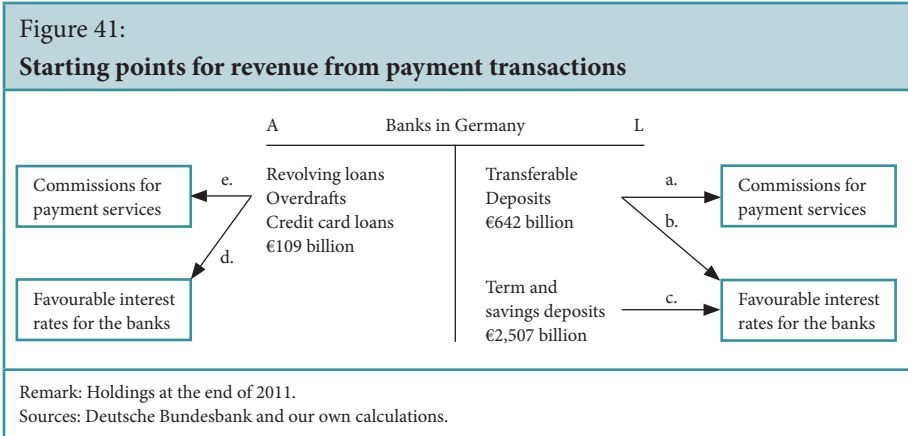 Figure 41:
Starting points for revenue from payment transactions
A Banks in Germany L
Commissions for
payment services
e.
Revolving loans
Overdrafts
Credit card loans
€109 billion
d.
Favourable interest
rates for the banks
Transferable
Deposits
€642 billion
a.
b.
Commissions for
payment services
Term and
savings deposits
€2,507 billion
c.
Favourable interest
rates for the banks
Remark: Holdings at the end of 2011.
Sources: Deutsche Bundesbank and our own calculations.